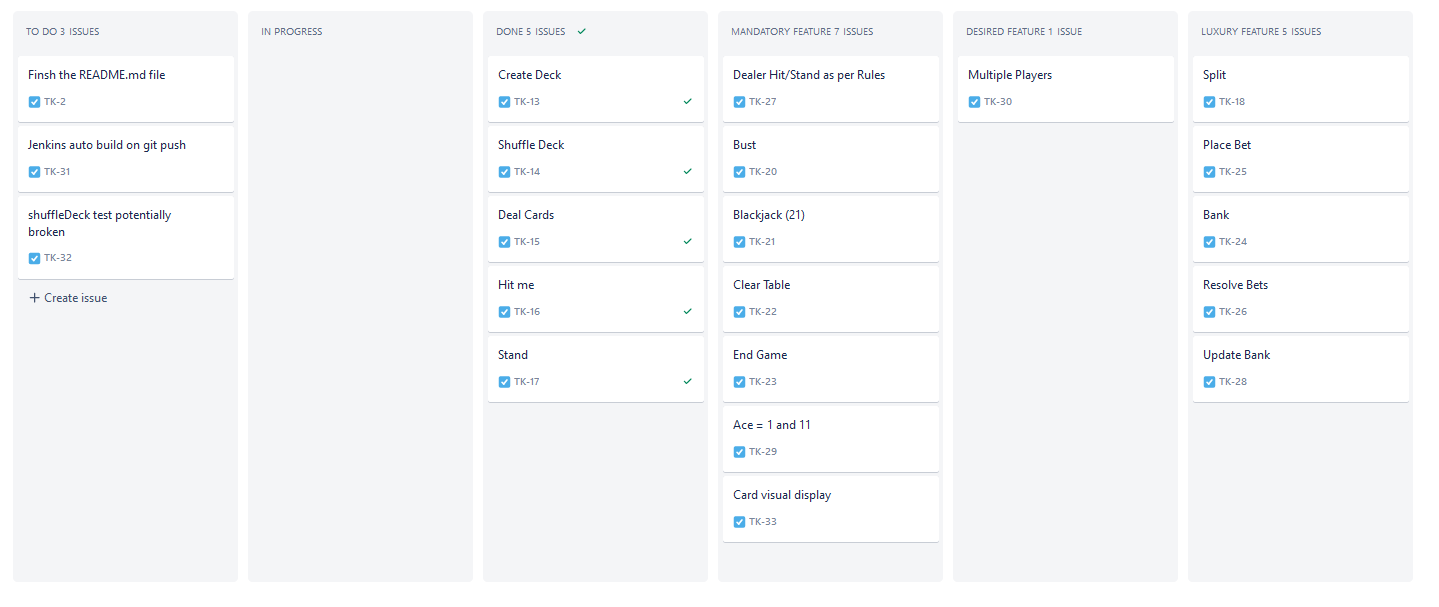 TO DO 3 ISSUES
Finsh the README.md file
TK-2
Jenkins auto build on git push
TK-31
shuffleDeck test potentially
broken
TK-32
+ Create issue
IN PROGRESS
DONE 5 ISSUES
Create Deck
TK-13
Shuffle Deck
TK-14
Deal Cards
TK-15
Hit me
TK-16
Stand
TK-17
MANDATORY FEATURE 7 ISSUES
Dealer Hit/Stand as per Rules
TK-27
Bust
TK-20
Blackjack (21)
TK-21
Clear Table
TK-22
End Game
TK-23
Ace = 1 and 11
TK-29
Card visual display
TK-33
DESIRED FEATURE 1 ISSUE
Multiple Players
TK-30
LUXURY FEATURE 5 ISSUES
Split
TK-18
Place Bet
TK-25
Bank
TK-24
Resolve Bets
TK-26
Update Bank
TK-28